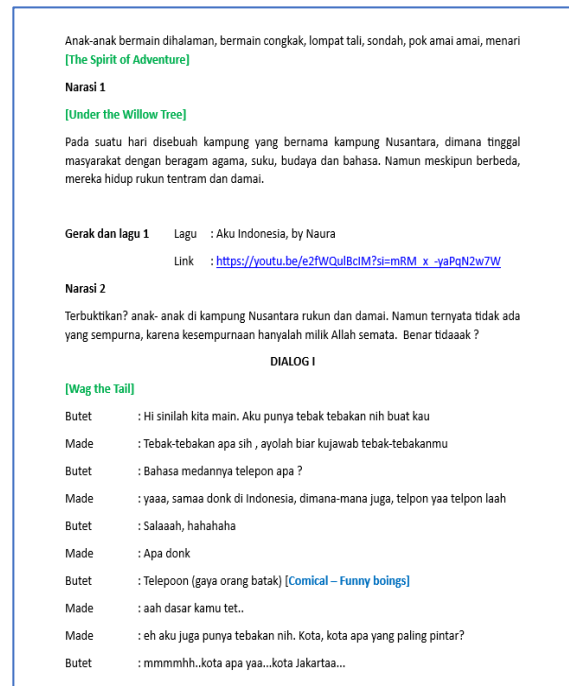 Anak-anak bermain dihalaman, bermain congkak, lompat tali, sondah, pok amai amai, menari
[The Spirit of Adventure]
Narasi 1
[Under the Willow Tree]
Pada suatu hari disebuah kampung yang bernama kampung Nusantara, dimana tinggal
masyarakat dengan beragam agama, suku, budaya dan bahasa. Namun meskipun berbeda,
mereka hidup rukun tentram dan damai.
Gerak dan lagu 1 Lagu : Aku Indonesia, by Naura
Link : https://youtu.be/e2fWQulBcIM?si=mRM_x_-yaPqN2w7W
Narasi 2
Terbuktikan? anak- anak di kampung Nusantara rukun dan damai. Namun ternyata tidak ada
yang sempurna, karena kesempurnaan hanyalah milik Allah semata. Benar tidaaak ?
DIALOG I
[Wag the Tail]
Butet : Hi sinilah kita main. Aku punya tebak tebakan nih buat kau
Made : Tebak-tebakan apa sih , ayolah biar kujawab tebak-tebakanmu
Butet : Bahasa medannya telepon apa ?
Made : yaaa, samaa donk di Indonesia, dimana-mana juga, telpon yaa telpon laah
Butet : Salaaah, hahahaha
Made : Apa donk
Butet : Telepoon (gaya orang batak) [Comical – Funny boings]
Made : aah dasar kamu tet..
Made : eh aku juga punya tebakan nih. Kota, kota apa yang paling pintar?
Butet : mmmmhh..kota apa yaa...kota Jakartaa...